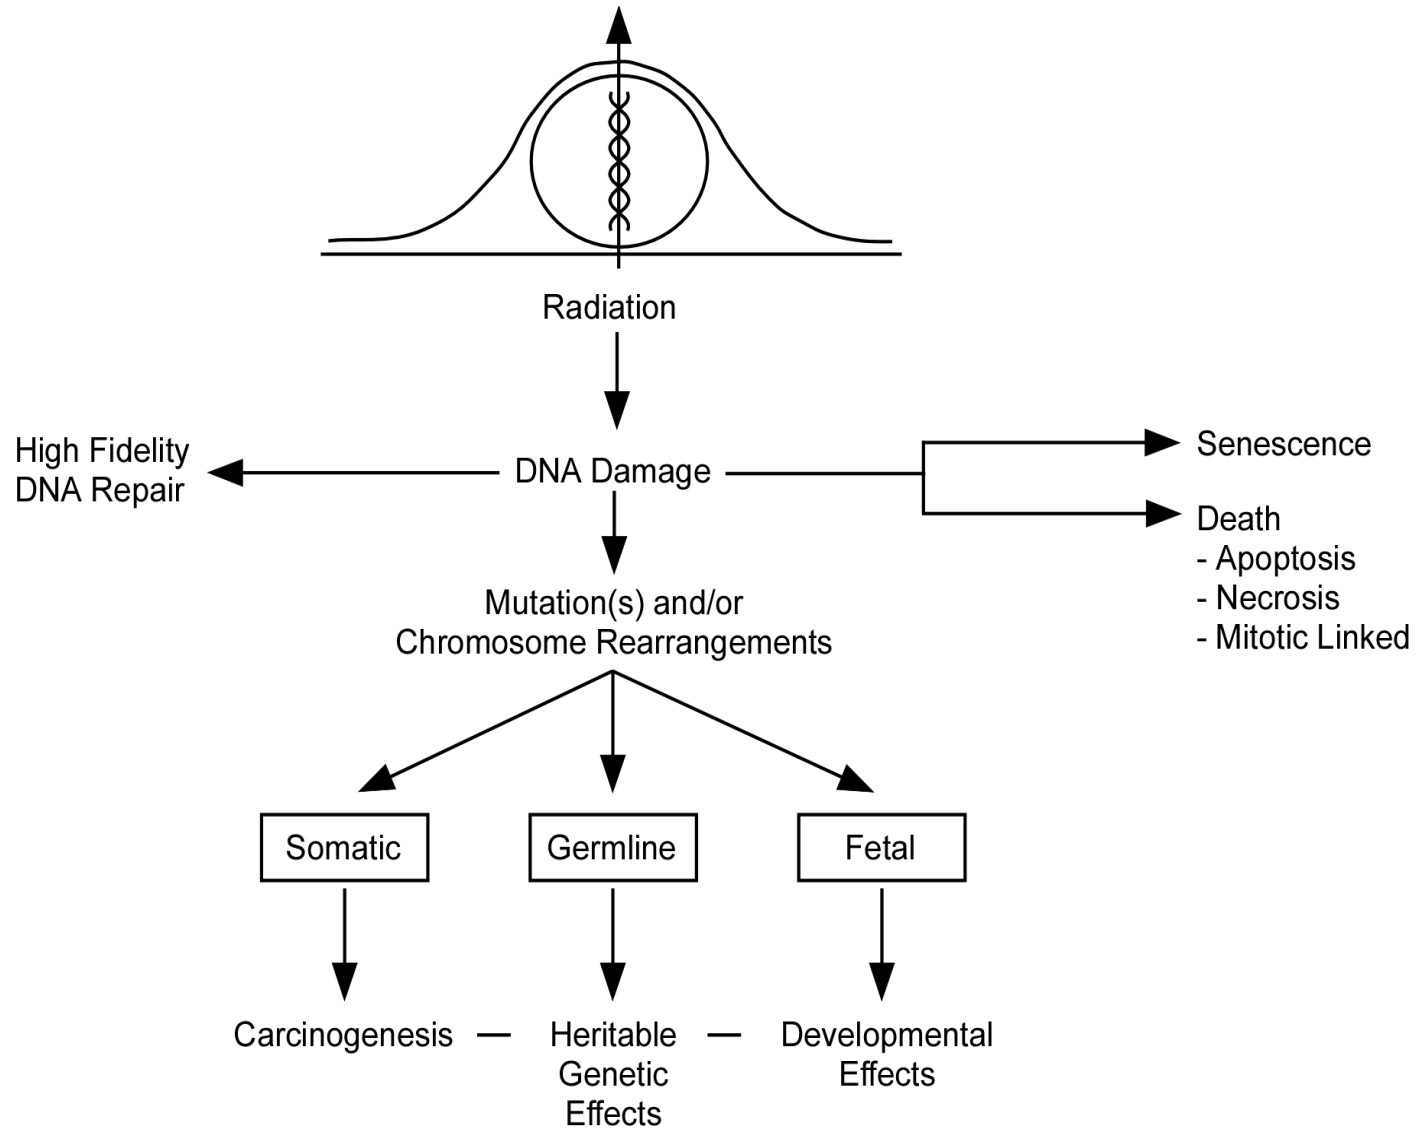 Radiation
High Fidelity
DNA Repair
DNA Damage
Senescence
Death
- Apoptosis
- Necrosis
- Mitotic Linked
Mutation(s) and/or
Chromosome Rearrangements
Somatic
Germline
Fetal
Carcinogenesis — Heritable — Developmental
Genetic Effects
Effects